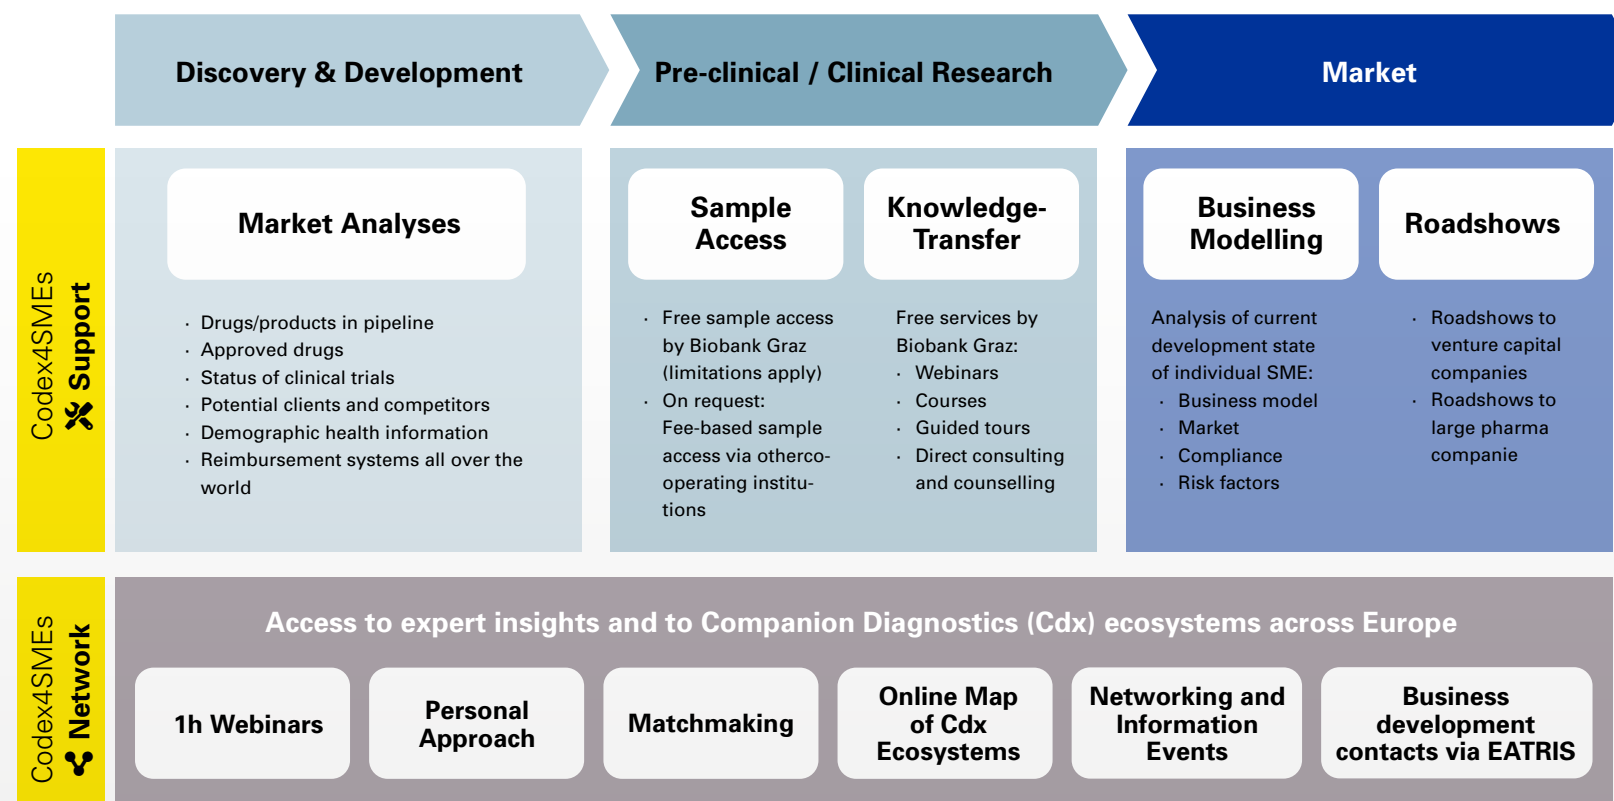 Discovery & Development
Pre-clinical / Clinical Research
Market
Codex4SMEs
Support
Market Analyses
· Drugs/products in pipeline
· Approved drugs
· Status of clinical trials
· Potential clients and competitors
· Demographic health information
· Reimbursement systems all over the
world
Sample
Access
· Free sample access
by Biobank Graz
(limitations apply)
· On request:
Fee-based sample
access via otherco-
operating institu-
tions
Knowledge-
Transfer
Free services by
Biobank Graz:
· Webinars
· Courses
· Guided tours
· Direct consulting
and counselling
Business
Modelling
Analysis of current
development state
of individual SME:
· Business model
· Market
· Compliance
· Risk factors
Roadshows
· Roadshows to
venture capital
companies
· Roadshows to
large pharma
companie
Codex4SMEs
Network
Access to expert insights and to Companion Diagnostics (Cdx) ecosystems across Europe
1h Webinars
Personal
Approach
Matchmaking
Online Map
of Cdx
Ecosystems
Networking and
Information
Events
Business
development
contacts via EATRIS